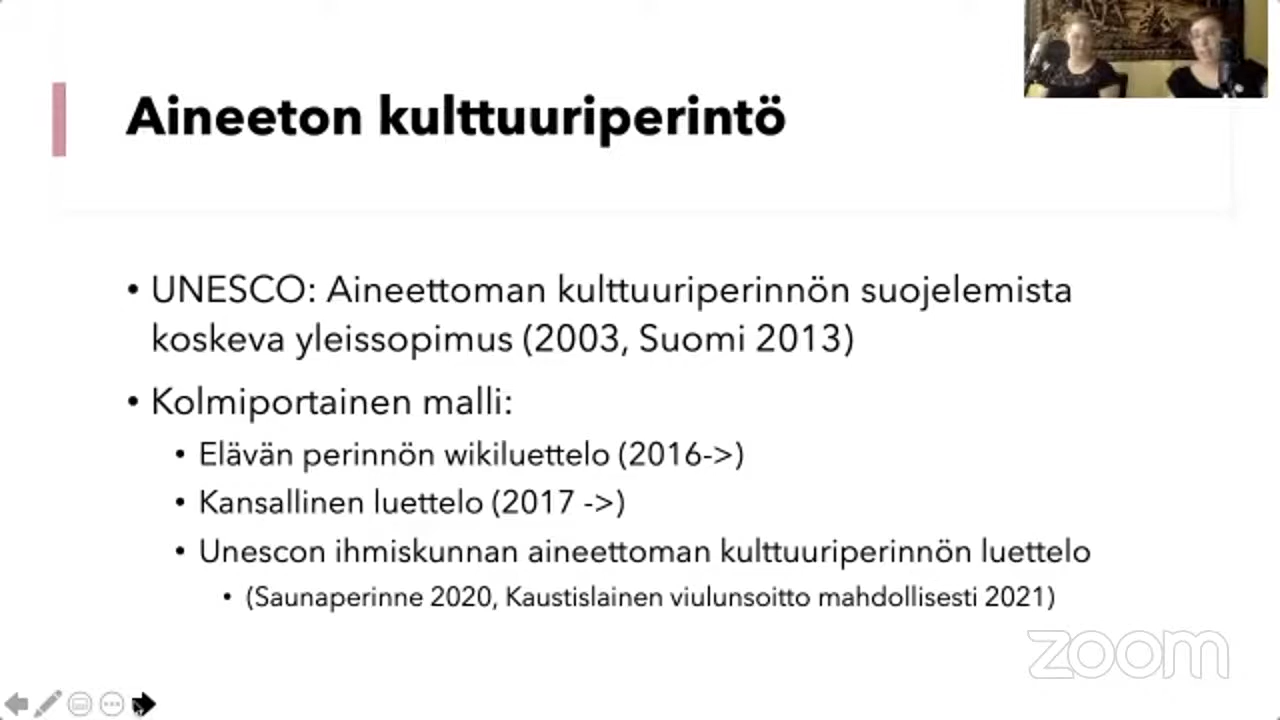 Aineeton kulttuuriperintö
• UNESCO: Aineettoman kulttuuriperinnön suojelemista
koskeva yleissopimus (2003, Suomi 2013)
• Kolmiportainen malli:
• Elävän perinnön wikiluettelo (2016->)
• Kansallinen luettelo (2017 ->)
• Unescon ihmiskunnan aineettoman kulttuuriperinnön luettelo
• (Saunaperinne 2020, Kaustislainen viulunsoitto mahdollisesti 2021)
zoom